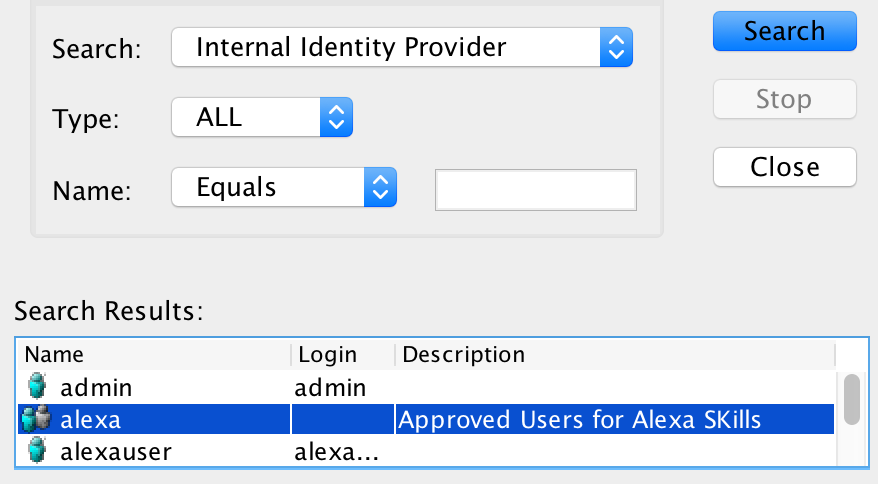 Search: Internal Identity Provider Search
Type: ALL Stop
Name: Equals Close
Search Results:
Name Login Description
admin admin
alexa Approved Users for Alexa SKills
alexauser alexa...